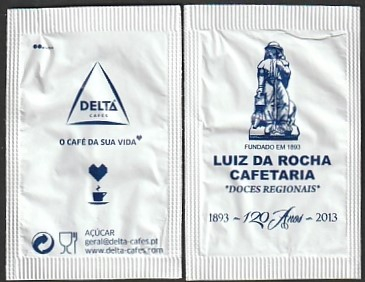 DELTA
CAFÉS
O CAFÉ DA SUA VIDA
AÇÚCAR
geral@delta-cafes.pt
www.delta-cafes.com
FUNDADO EM 1893
LUIZ DA ROCHA
CAFETARIA
"DOCES REGIONAIS"
1893 ~ 120 Anos ~ 2013